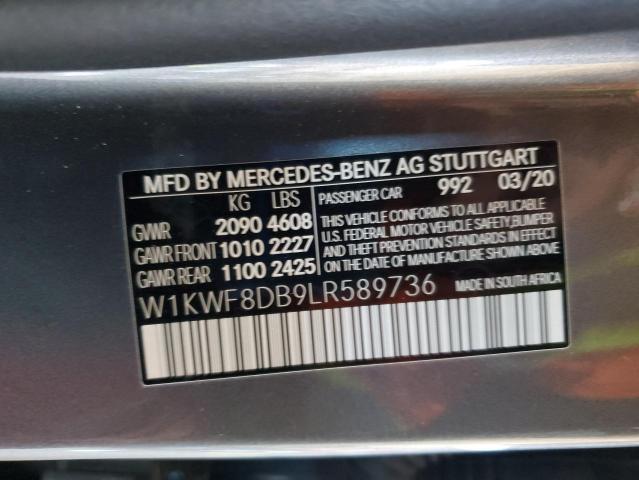 MFD BY MERCEDES-BENZ AG STUTTGART
KG LBS
GVWR 2090 4608
GAWR FRONT 1010 2227
GAWR REAR 1100 2425
PASSENGER CAR 992 03/20
THIS VEHICLE CONFORMS TO ALL APPLICABLE
U.S. FEDERAL MOTOR VEHICLE SAFETY, BUMPER
AND THEFT PREVENTION STANDARDS IN EFFECT
ON THE DATE OF MANUFACTURE SHOWN ABOVE
W1KWF8DB9LR589736 MADE IN SOUTH AFRICA